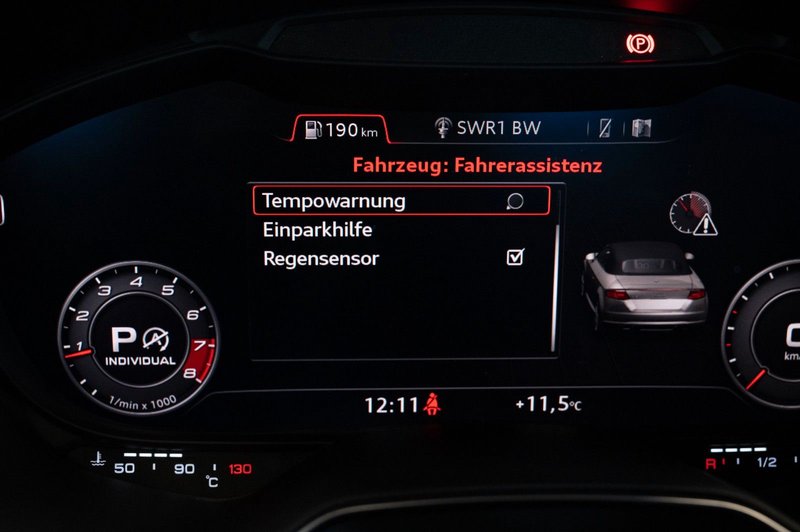 P
190 km
SWR1 BW
Fahrzeug: Fahrerassistenz
Tempowarnung
Einparkhilfe
Regensensor
1 2 3 4 5 6 7 8
P A
INDIVIDUAL
1/min x 1000
km/
12:11
+11,5°C
50 90 130
°C
R 1/2